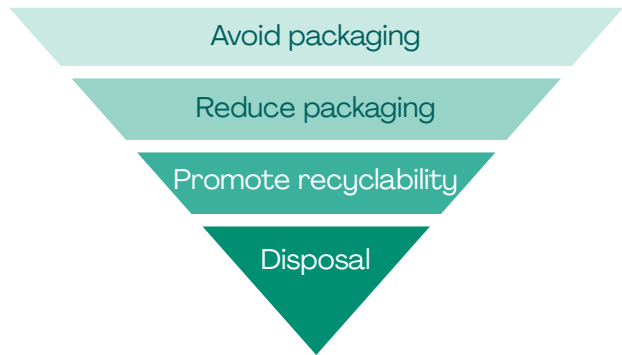 Avoid packaging
Reduce packaging
Promote recyclability
Disposal